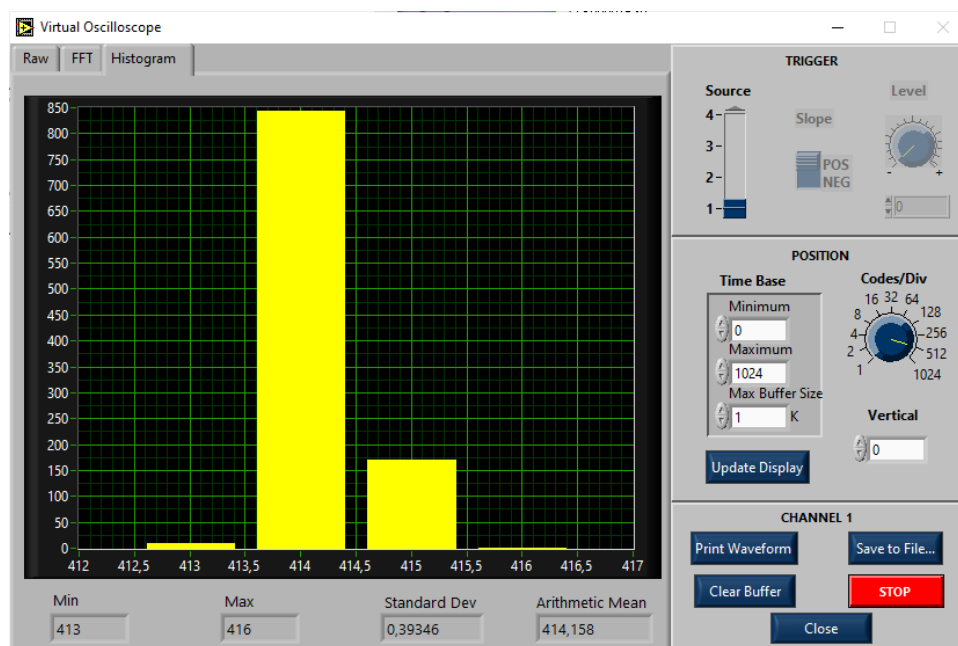 Virtual Oscilloscope
Raw FFT Histogram
850
800
750
700
650
600
550
500
450
400
350
300
250
200
150
100
50
0
412 412,5 413 413,5 414 414,5 415 415,5 416 416,5 417
Min Max Standard Dev Arithmetic Mean
413 416 0,39346 414,158
TRIGGER
Source Slope Level
4
3
2
1
POS
NEG
- +
0
POSITION
Time Base
Minimum
0
Maximum
1024
Max Buffer Size
1 K
Update Display
Codes/Div
16 32 64
8 128
4 256
2 512
1 1024
Vertical
0
CHANNEL 1
Print Waveform Save to File...
Clear Buffer STOP
Close